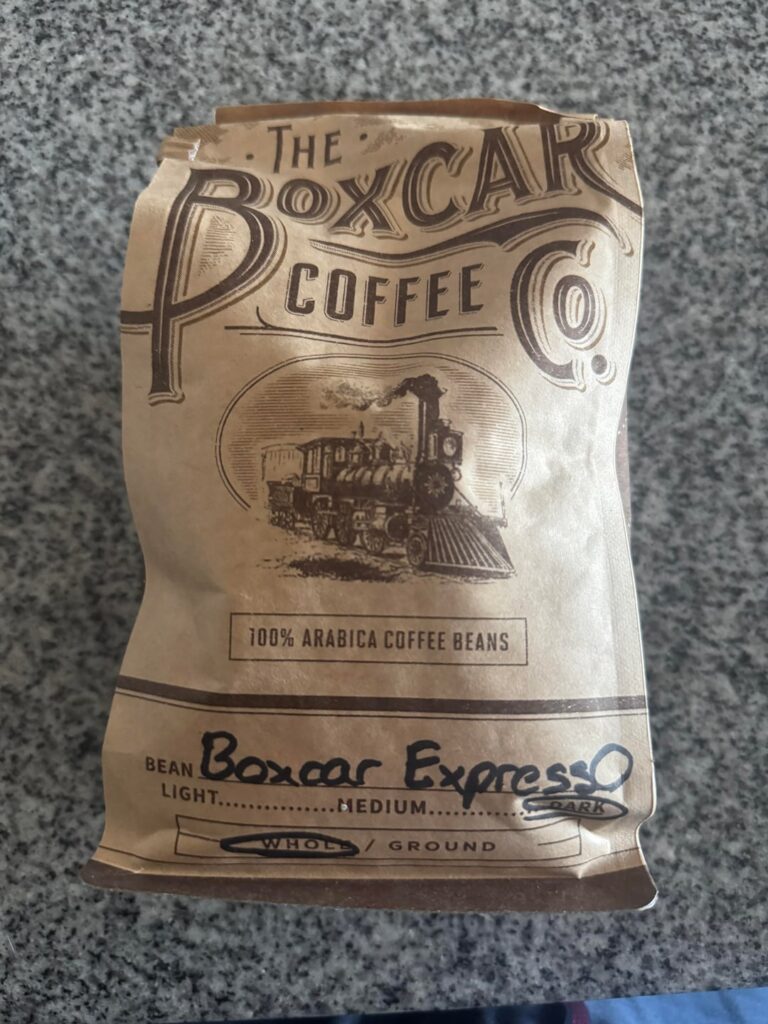 · THE ·
BOXCAR
COFFEE Co.
100% ARABICA COFFEE BEANS
BEAN Boxcar Expresso
LIGHT...............MEDIUM...............DARK
WHOLE / GROUND